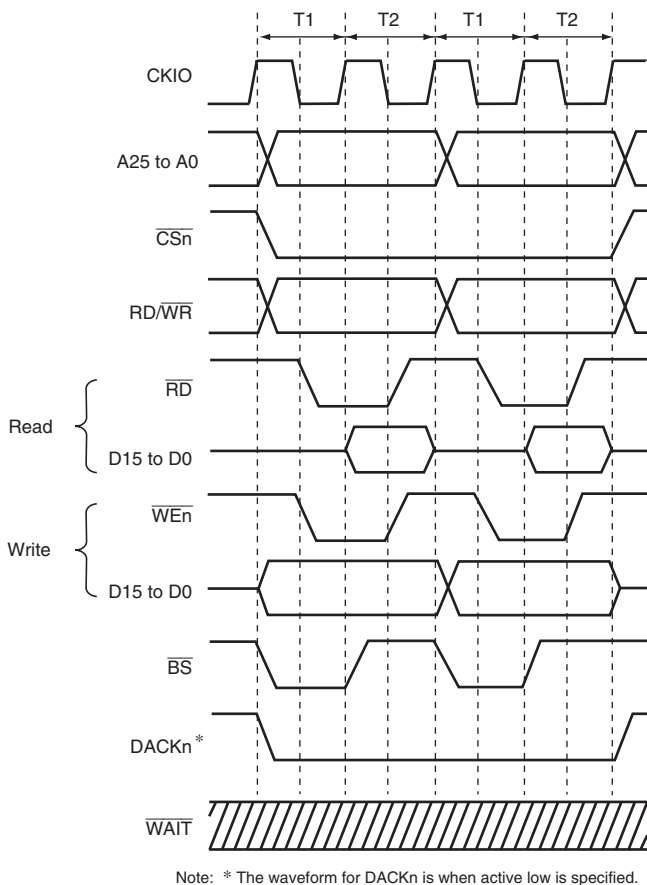 T1 T2 T1 T2
CKIO
A25 to A0
CSn
RD/WR
RD
Read
D15 to D0
WEn
Write
D15 to D0
BS
DACKn *
WAIT
Note: * The waveform for DACKn is when active low is specified.